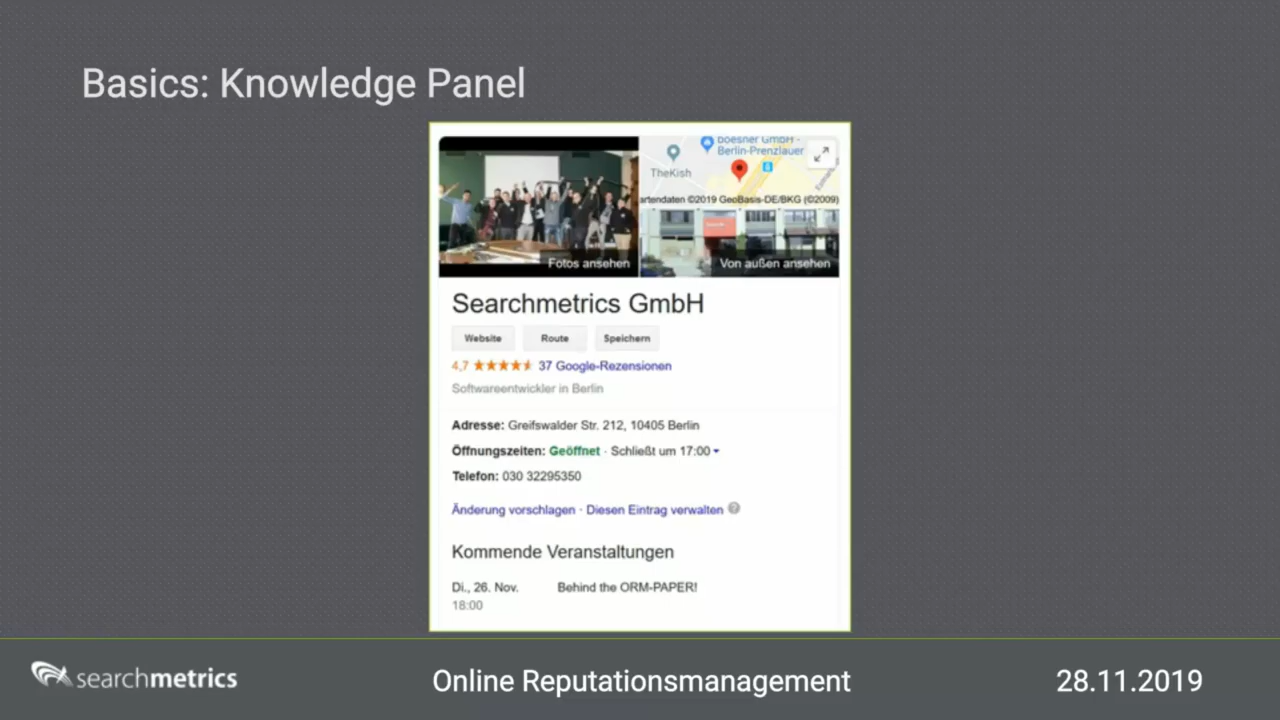 Basics: Knowledge Panel
boesner GmbH -
Berlin-Prenzlauer
TheKish
artendaten ©2019 GeoBasis-DE/BKG (©2009)
Fotos ansehen
Von außen ansehen
Searchmetrics GmbH
Website Route Speichern
4,7 37 Google-Rezensionen
Softwareentwickler in Berlin
Adresse: Greifswalder Str. 212, 10405 Berlin
Öffnungszeiten: Geöffnet · Schließt um 17:00
Telefon: 030 32295350
Änderung vorschlagen · Diesen Eintrag verwalten ?
Kommende Veranstaltungen
Di., 26. Nov. Behind the ORM-PAPER!
18:00
searchmetrics Online Reputationsmanagement 28.11.2019